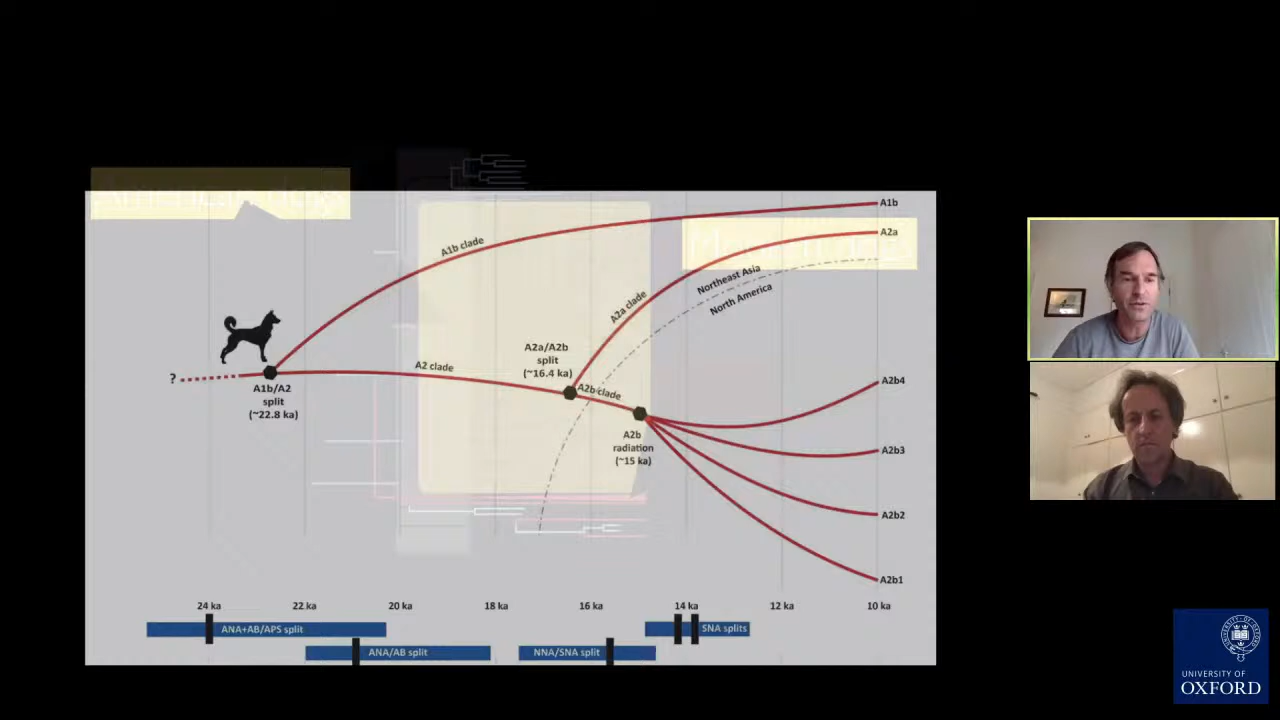 A1b
A1b clade
A2a
Northeast Asia
North America
A2a clade
A2a/A2b
split
(~16.4 ka)
A2 clade
A2b clade
?
A1b/A2
split
(~22.8 ka)
A2b
radiation
(~15 ka)
A2b4
A2b3
A2b2
A2b1
24 ka
22 ka
20 ka
18 ka
16 ka
14 ka
12 ka
10 ka
ANA+AB/APS split
SNA splits
ANA/AB split
NNA/SNA split
UNIVERSITY OF
OXFORD